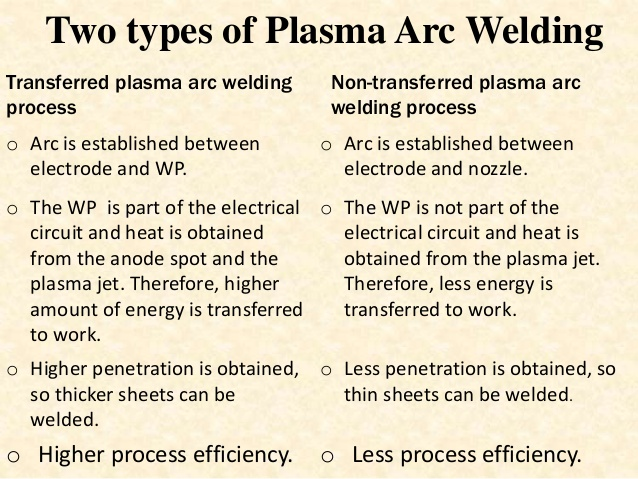 Two types of Plasma Arc Welding
Transferred plasma arc welding
process
o Arc is established between
electrode and WP.
o The WP is part of the electrical
circuit and heat is obtained
from the anode spot and the
plasma jet. Therefore, higher
amount of energy is transferred
to work.
o Higher penetration is obtained,
so thicker sheets can be
welded.
o Higher process efficiency.
Non-transferred plasma arc
welding process
o Arc is established between
electrode and nozzle.
o The WP is not part of the
electrical circuit and heat is
obtained from the plasma jet.
Therefore, less energy is
transferred to work.
o Less penetration is obtained, so
thin sheets can be welded.
o Less process efficiency.